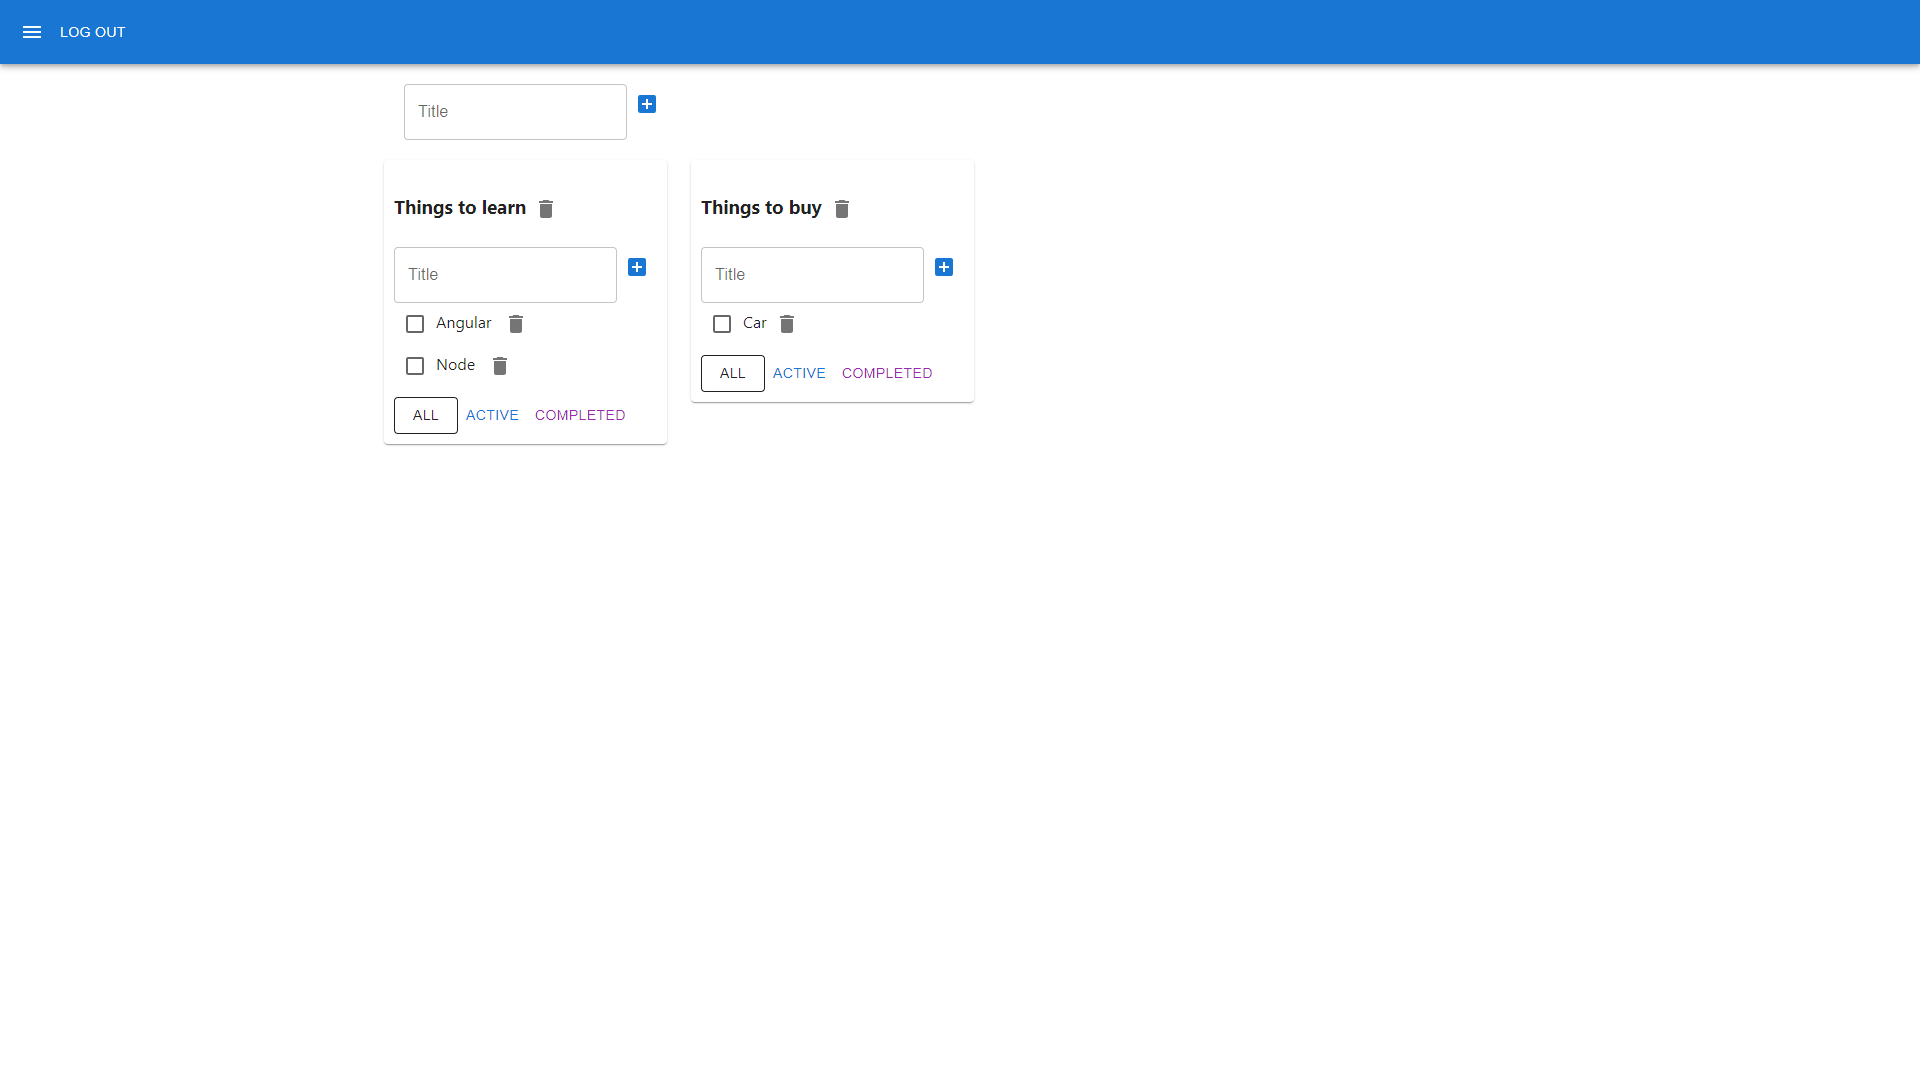 LOG OUT
Title
Things to learn
Title
Angular
Node
ALL ACTIVE COMPLETED
Things to buy
Title
Car
ALL ACTIVE COMPLETED